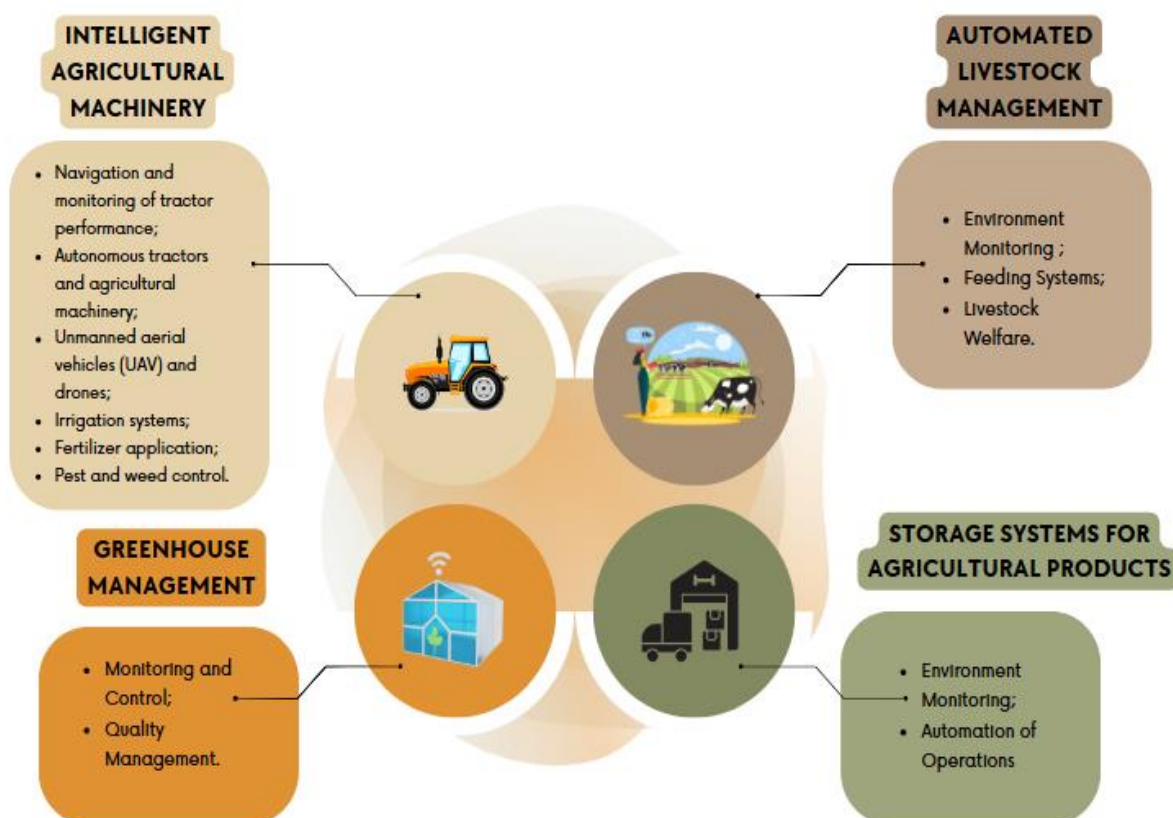 INTELLIGENT
AGRICULTURAL
MACHINERY
• Navigation and
monitoring of tractor
performance;
• Autonomous tractors
and agricultural
machinery;
• Unmanned aerial
vehicles (UAV) and
drones;
• Irrigation systems;
• Fertilizer application;
• Pest and weed control.
AUTOMATED
LIVESTOCK
MANAGEMENT
• Environment
Monitoring ;
• Feeding Systems;
• Livestock
Welfare.
GREENHOUSE
MANAGEMENT
• Monitoring and
Control;
• Quality
Management.
STORAGE SYSTEMS FOR
AGRICULTURAL PRODUCTS
• Environment
Monitoring;
• Automation of
Operations